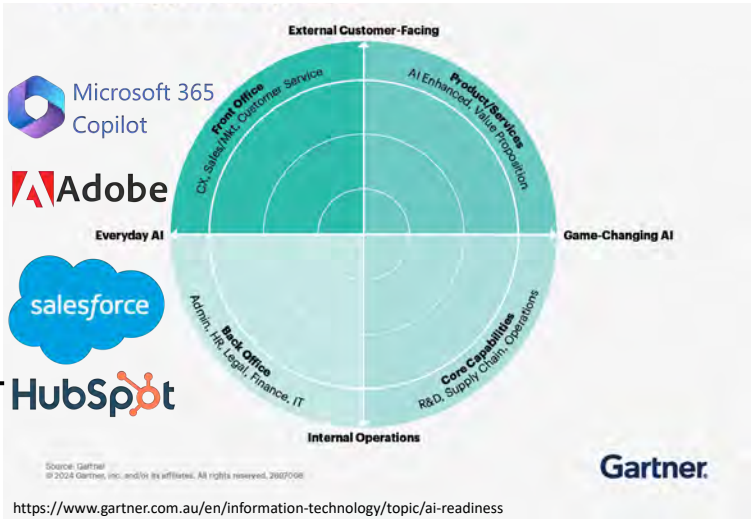 External Customer-Facing
Microsoft 365
Copilot
Front Office
CX, Sales/Mkt, Customer Service
Product/Services
AI Enhanced, Value Proposition
Adobe
Everyday AI
Game-Changing AI
salesforce
Back Office
Admin, HR, Legal, Finance, IT
Core Capabilities
R&D, Supply Chain, Operations
HubSpot
Internal Operations
Source: Gartner
© 2024 Gartner, Inc. and/or its affiliates. All rights reserved.
Gartner.
https://www.gartner.com.au/en/information-technology/topic/ai-readiness